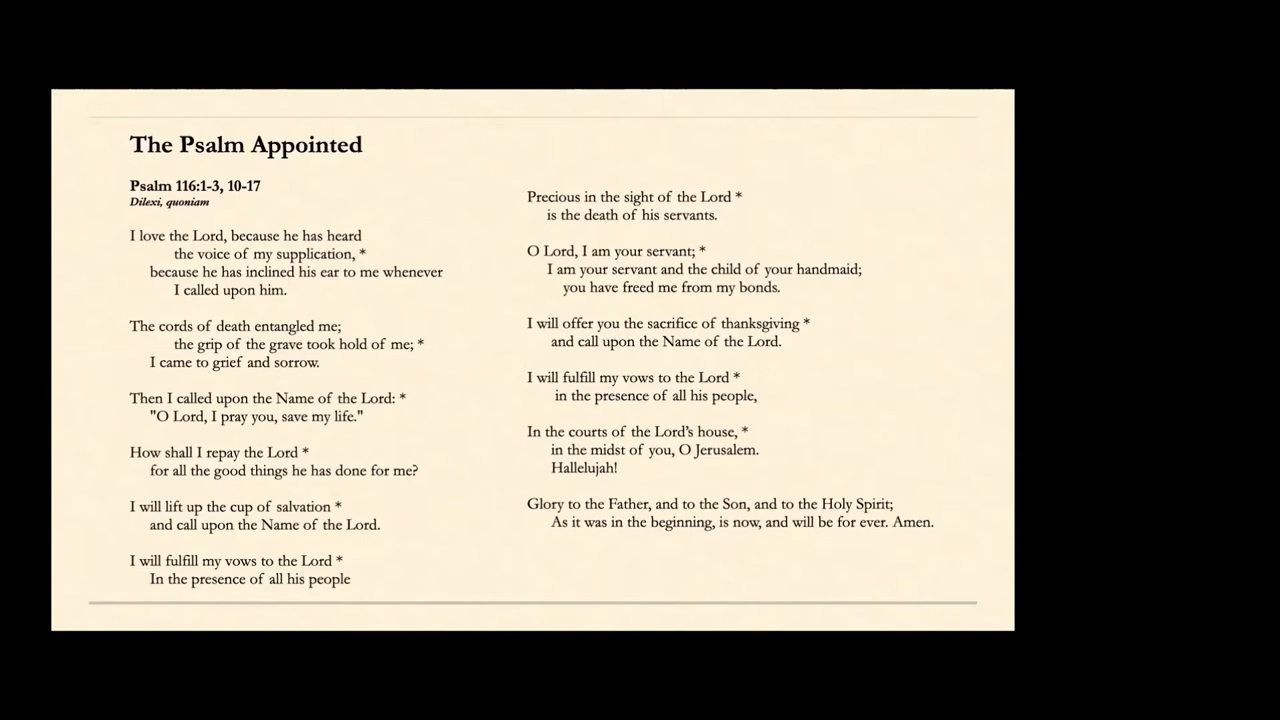 The Psalm Appointed
Psalm 116:1-3, 10-17
Dilexi, quoniam
I love the Lord, because he has heard
the voice of my supplication, *
because he has inclined his ear to me whenever
I called upon him.
The cords of death entangled me;
the grip of the grave took hold of me; *
I came to grief and sorrow.
Then I called upon the Name of the Lord: *
"O Lord, I pray you, save my life."
How shall I repay the Lord *
for all the good things he has done for me?
I will lift up the cup of salvation *
and call upon the Name of the Lord.
I will fulfill my vows to the Lord *
In the presence of all his people
Precious in the sight of the Lord *
is the death of his servants.
O Lord, I am your servant; *
I am your servant and the child of your handmaid;
you have freed me from my bonds.
I will offer you the sacrifice of thanksgiving *
and call upon the Name of the Lord.
I will fulfill my vows to the Lord *
in the presence of all his people,
In the courts of the Lord’s house, *
in the midst of you, O Jerusalem.
Hallelujah!
Glory to the Father, and to the Son, and to the Holy Spirit;
As it was in the beginning, is now, and will be for ever. Amen.